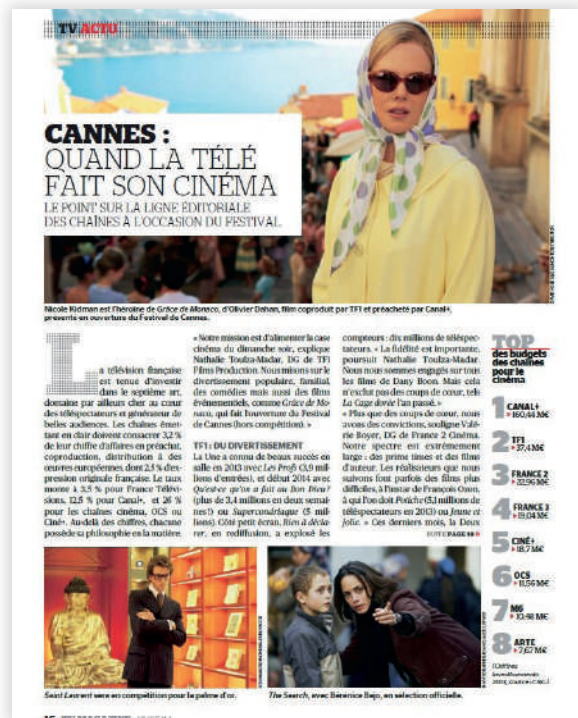 TV ACTU
CANNES :
QUAND LA TÉLÉ
FAIT SON CINÉMA
LE POINT SUR LA LIGNE ÉDITORIALE
DES CHAÎNES À L'OCCASION DU FESTIVAL
Nicole Kidman est l'héroïne de Grâce de Monaco, d'Olivier Dahan, film coproduit par TF1 et préacheté par Canal+,
présenté en ouverture du Festival de Cannes.
La télévision française
est tenue d'investir
dans le septième art,
domaine par ailleurs cher au cœur
des téléspectateurs et générateur de
belles audiences. Les chaînes émet-
tant en clair doivent consacrer 3,2 %
de leur chiffre d'affaires en préachat,
coproduction, distribution à des
œuvres européennes, dont 2,5 % d'ex-
pression originale française. Le taux
monte à 3,5 % pour France Télévi-
sions, 12,5 % pour Canal+, et 26 %
pour les chaînes cinéma, OCS ou
Ciné+. Au-delà des chiffres, chacune
possède sa philosophie en la matière.
« Notre mission est d'alimenter la case
cinéma du dimanche soir, explique
Nathalie Toulza-Madar, DG de TF1
Films Production. Nous misons sur le
divertissement populaire, familial,
des comédies mais aussi des films
événementiels, comme Grâce de Mo-
naco, qui fait l'ouverture du Festival
de Cannes (hors compétition). »
TF1 : DU DIVERTISSEMENT
La Une a connu de beaux succès en
salle en 2013 avec Les Profs (3,9 mil-
lions d'entrées), et début 2014 avec
Qu'est-ce qu'on a fait au Bon Dieu ?
(plus de 3,4 millions en deux semai-
nes !) ou Supercondriaque (5 mil-
lions). Côté petit écran, Rien à décla-
rer, en rediffusion, a explosé les
compteurs : dix millions de téléspec-
tateurs. « La fidélité est importante,
poursuit Nathalie Toulza-Madar.
Nous nous sommes engagés sur tous
les films de Dany Boon. Mais cela
n'exclut pas des coups de cœur, tels
La Cage dorée l'an passé. »
« Plus que des coups de cœur, nous
avons des convictions, souligne Valé-
rie Boyer, DG de France 2 Cinéma.
Notre spectre est extrêmement
large : des prime times et des films
d'auteur. Les réalisateurs que nous
suivons font parfois des films plus
difficiles, à l'instar de François Ozon,
à qui l'on doit Potiche (5,1 millions de
téléspectateurs en 2013) ou Jeune et
jolie. » Ces derniers mois, la Deux
SUITE PAGE 18
TOP
des budgets
des chaînes
pour le
cinéma
1 CANAL+
160,44 M€
2 TF1
37,4 M€
3 FRANCE 2
32,96 M€
4 FRANCE 3
19,04 M€
5 CINÉ+
18,7 M€
6 OCS
11,56 M€
7 M6
10,48 M€
8 ARTE
7,67 M€
Saint Laurent sera en compétition pour la palme d'or.
The Search, avec Bérénice Bejo, en sélection officielle.